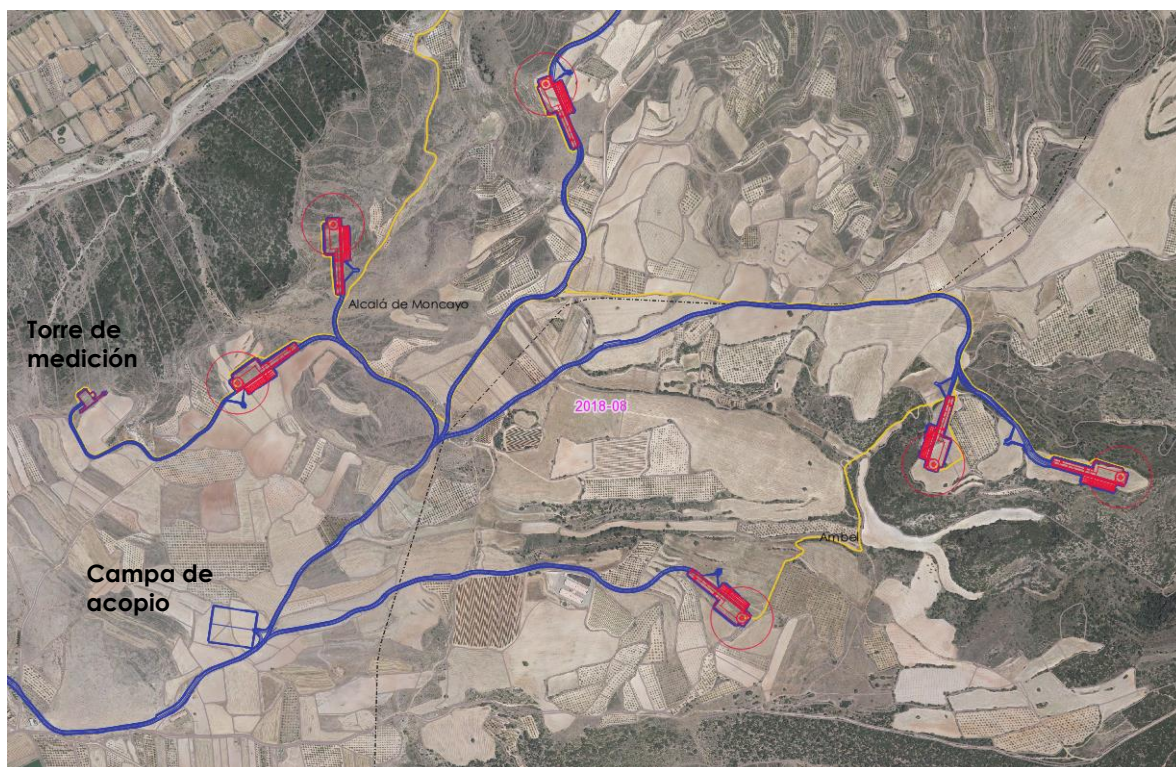 Alcalá de Moncayo
Torre de
medición
2018-08
Ambel
Campa de
acopio